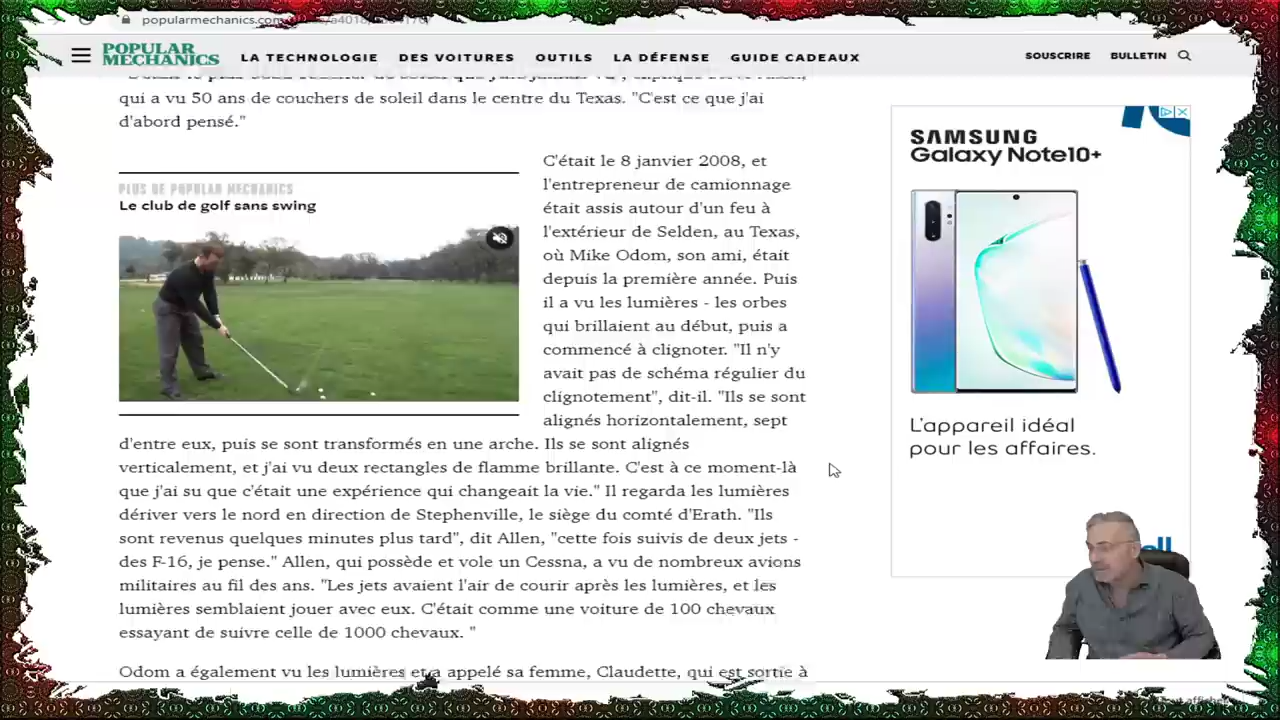 popularmechanics.com
POPULAR
MECHANICS
LA TECHNOLOGIE DES VOITURES OUTILS LA DÉFENSE GUIDE CADEAUX
SOUSCRIRE BULLETIN
qui a vu 50 ans de couchers de soleil dans le centre du Texas. "C'est ce que j'ai
d'abord pensé."
PLUS DE POPULAR MECHANICS
Le club de golf sans swing
C'était le 8 janvier 2008, et
l'entrepreneur de camionnage
était assis autour d'un feu à
l'extérieur de Selden, au Texas,
où Mike Odom, son ami, était
depuis la première année. Puis
il a vu les lumières - les orbes
qui brillaient au début, puis a
commencé à clignoter. "Il n'y
avait pas de schéma régulier du
clignotement", dit-il. "Ils se sont
alignés horizontalement, sept
d'entre eux, puis se sont transformés en une arche. Ils se sont alignés
verticalement, et j'ai vu deux rectangles de flamme brillante. C'est à ce moment-là
que j'ai su que c'était une expérience qui changeait la vie." Il regarda les lumières
dériver vers le nord en direction de Stephenville, le siège du comté d'Erath. "Ils
sont revenus quelques minutes plus tard", dit Allen, "cette fois suivis de deux jets -
des F-16, je pense." Allen, qui possède et vole un Cessna, a vu de nombreux avions
militaires au fil des ans. "Les jets avaient l'air de courir après les lumières, et les
lumières semblaient jouer avec eux. C'était comme une voiture de 100 chevaux
essayant de suivre celle de 1000 chevaux. "
Odom a également vu les lumières et a appelé sa femme, Claudette, qui est sortie à
SAMSUNG
Galaxy Note10+
L'appareil idéal
pour les affaires.